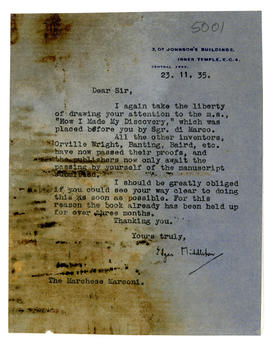 5001
3, DR JOHNSON'S BUILDINGS,
INNER TEMPLE, E.C.4.
CENTRAL
23. 11. 35.
Dear Sir,
I again take the liberty
of drawing your attention to the m.s.,
"How I Made My Discovery," which was
placed before you by Sgr. di Marco.
All the other inventors,
Orville Wright, Banting, Baird, etc.
have now passed their proofs, and
the publishers now only await the
passing by yourself of the manuscript
submitted.
I should be greatly obliged
if you could see your way clear to doing
this as soon as possible. For this
reason the book already has been held up
for over three months.
Thanking you.
Yours truly,
Edgar Middleton
The Marchese Marconi.